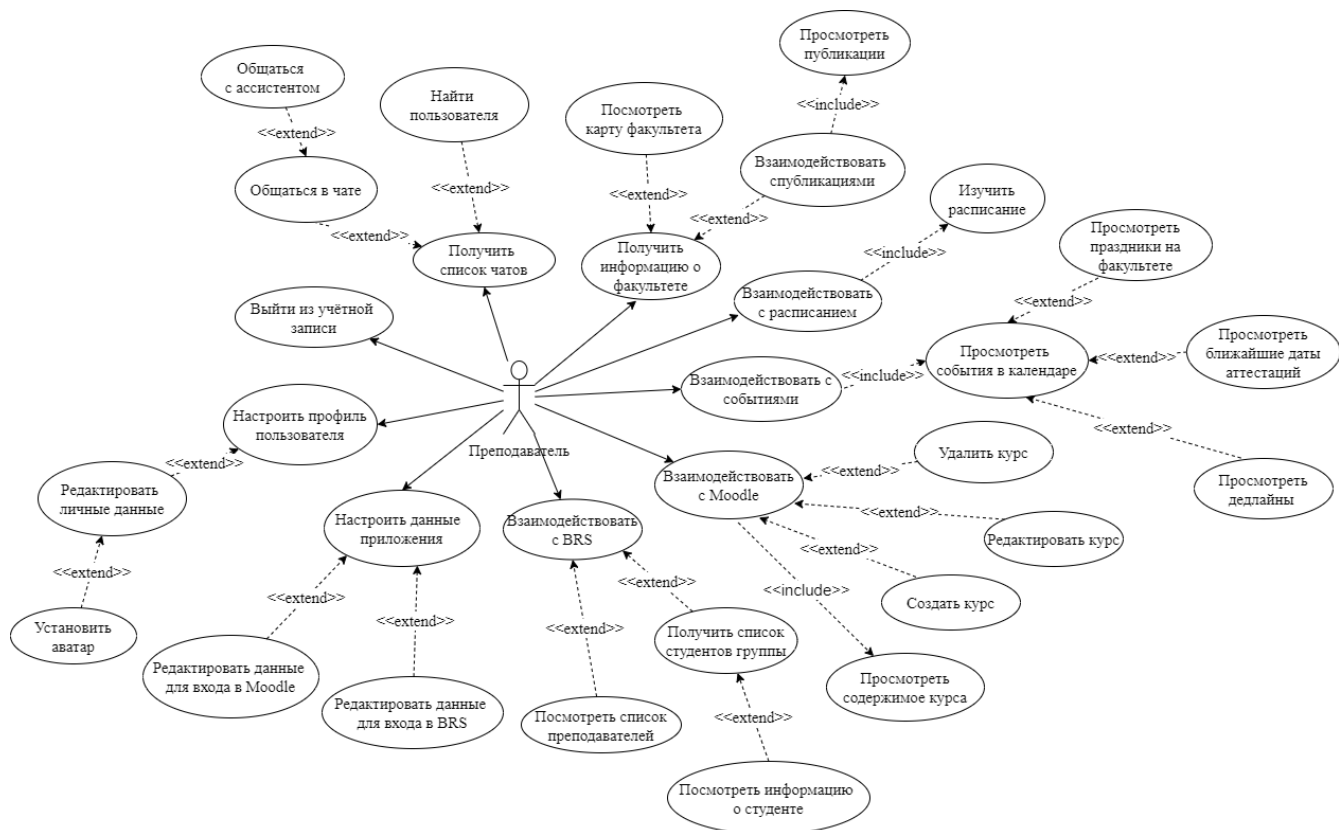 Просмотреть
публикации
Общаться
с ассистентом
Найти
пользователя
Посмотреть
карту факультета
<<include>>
<<extend>>
Взаимодействовать
спубликациями
Общаться в чате
<<extend>>
<<extend>>
Изучить
расписание
<<extend>>
<<extend>>
Получить
список чатов
Получить
информацию о
факультете
<<include>>
Просмотреть
праздники на
факультете
Взаимодействовать
с расписанием
<<extend>>
Выйти из учётной
записи
Просмотреть
события в календаре
<<extend>>
Просмотреть
ближайшие даты
аттестаций
Взаимодействовать с
событиями
<<include>>
Настроить профиль
пользователя
Преподаватель
<<extend>>
Удалить курс
<<extend>>
Взаимодействовать
с Moodle
<<extend>>
Просмотреть
дедлайны
Редактировать
личные данные
Настроить данные
приложения
Взаимодействовать
с BRS
<<extend>>
Редактировать курс
<<extend>>
<<extend>>
<<extend>>
<<extend>>
<<include>>
Создать курс
Установить
аватар
<<extend>>
<<extend>>
Получить список
студентов группы
Редактировать данные
для входа в Moodle
Просмотреть
содержимое курса
Редактировать данные
для входа в BRS
Посмотреть список
преподавателей
<<extend>>
Посмотреть информацию
о студенте